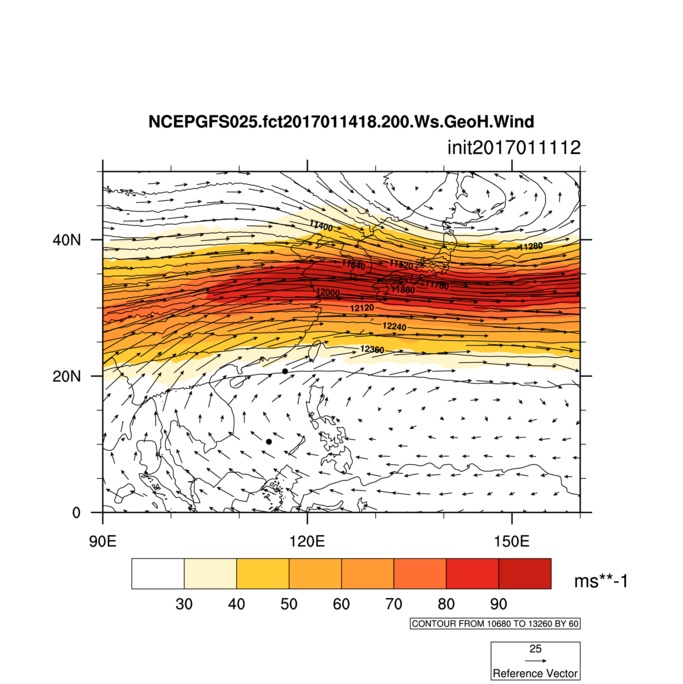 NCEPGFS025.fct2017011418.200.Ws.GeoH.Wind
init2017011112
40N
20N
0
90E 120E 150E
11400
11280
11640 11520
11760
11880
12000
12120
12240
12360
30 40 50 60 70 80 90
ms**-1
CONTOUR FROM 10680 TO 13260 BY 60
25
Reference Vector